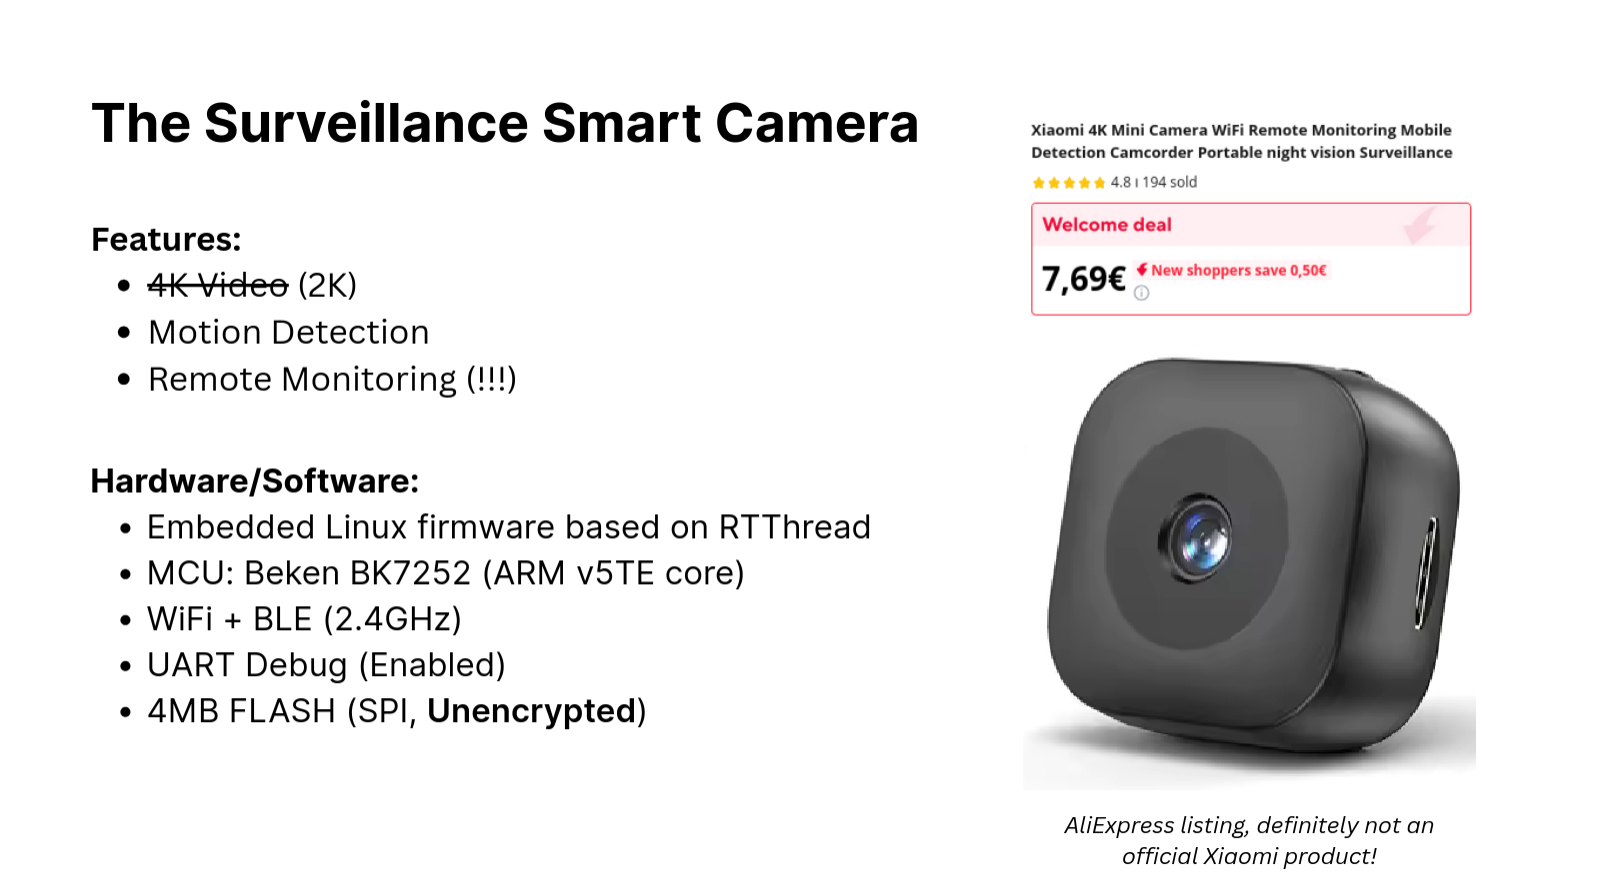 The Surveillance Smart Camera
Features:
• 4K Video (2K)
• Motion Detection
• Remote Monitoring (!!!)
Hardware/Software:
• Embedded Linux firmware based on RTThread
• MCU: Beken BK7252 (ARM v5TE core)
• WiFi + BLE (2.4GHz)
• UART Debug (Enabled)
• 4MB FLASH (SPI, Unencrypted)
Xiaomi 4K Mini Camera WiFi Remote Monitoring Mobile
Detection Camcorder Portable night vision Surveillance
4.8 | 194 sold
Welcome deal
7,69€ New shoppers save 0,50€
AliExpress listing, definitely not an
official Xiaomi product!